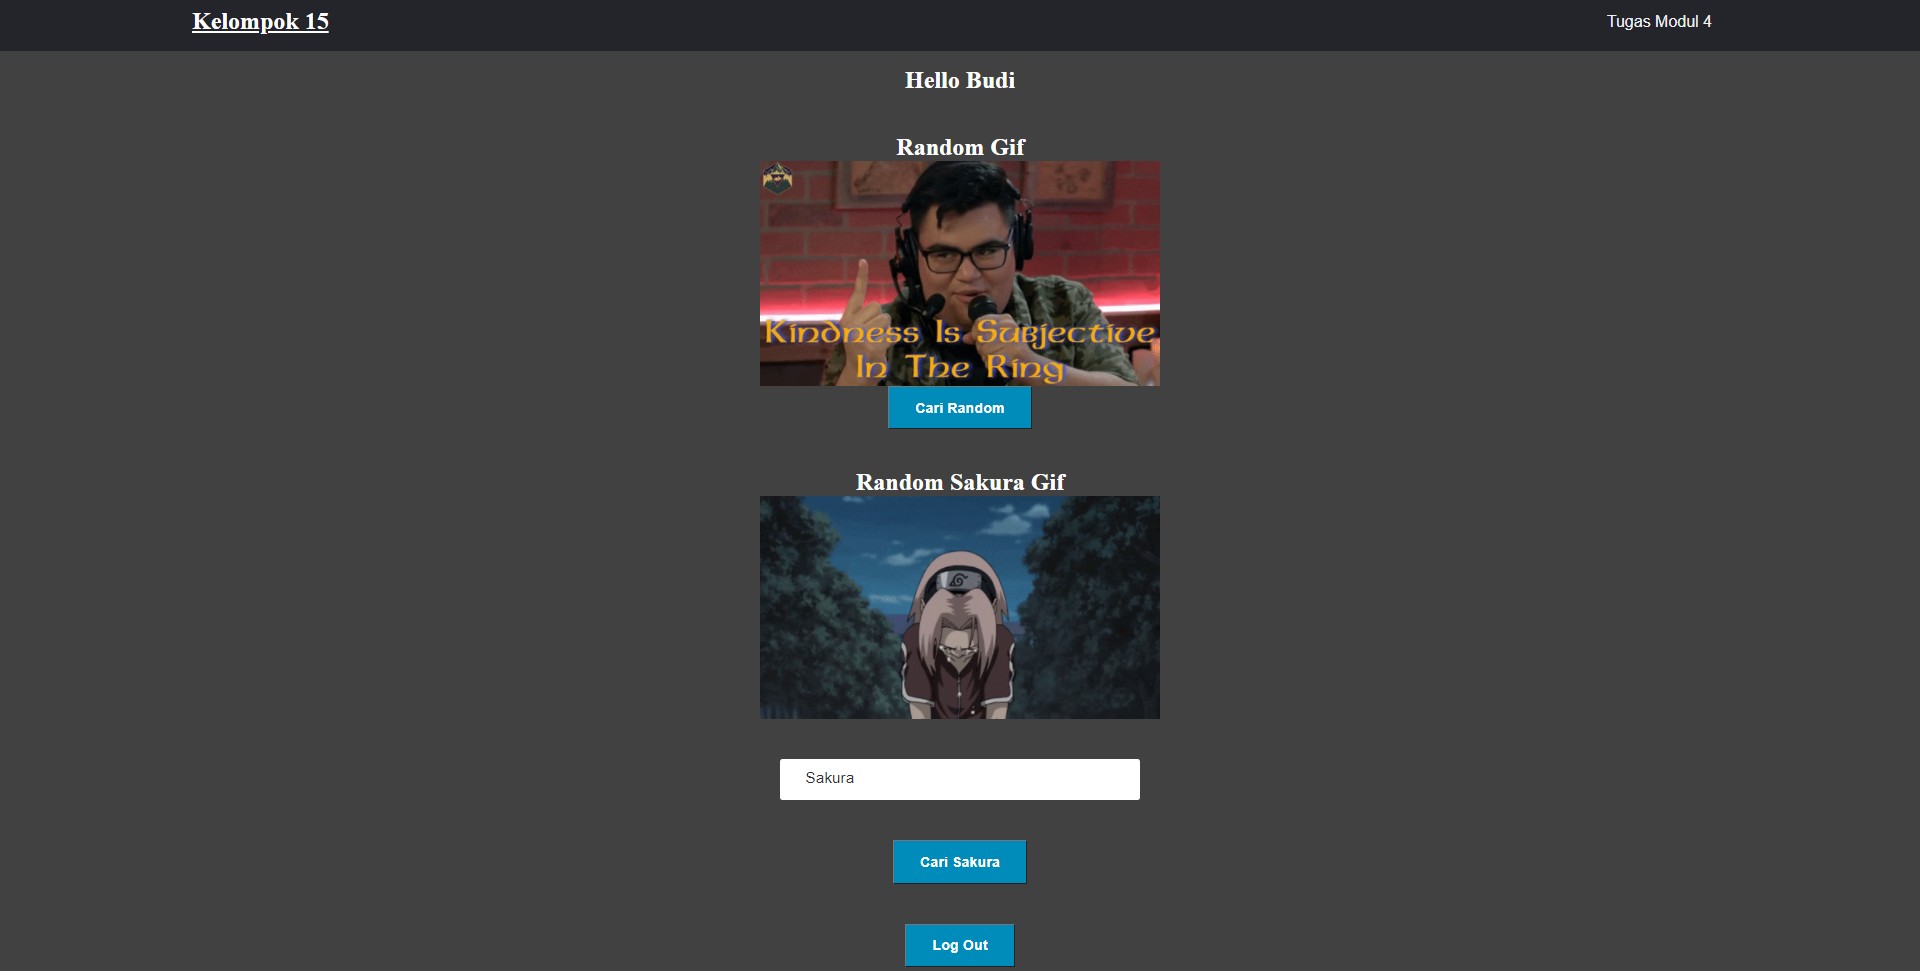 Kelompok 15
Tugas Modul 4
Hello Budi
Random Gif
Kindness Is Subjective
In The Ring
Cari Random
Random Sakura Gif
Sakura
Cari Sakura
Log Out